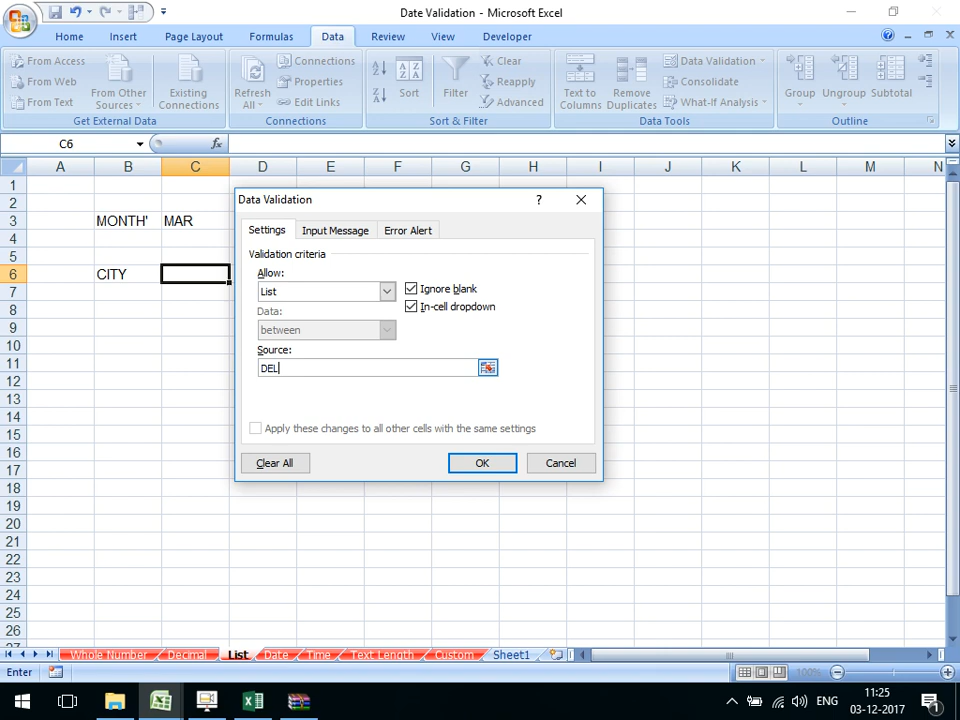 Date Validation - Microsoft Excel
Home Insert Page Layout Formulas Data Review View Developer
From Access
From Web
From Text
From Other Sources
Existing Connections
Get External Data
Refresh All
Connections
Properties
Edit Links
Connections
Sort
Filter
Clear
Reapply
Advanced
Sort & Filter
Text to Columns
Remove Duplicates
Data Validation
Consolidate
What-If Analysis
Data Tools
Group
Ungroup
Subtotal
Outline
C6 fx
A B C D E F G H I J K L M N
1
2
3 MONTH' MAR
4
5
6 CITY
7
8
9
10
11
12
13
14
15
16
17
18
19
20
21
22
23
24
25
26
27
Data Validation ?
Settings Input Message Error Alert
Validation criteria
Allow:
List
Ignore blank
In-cell dropdown
Data:
between
Source:
DEL
Apply these changes to all other cells with the same settings
Clear All OK Cancel
Whole Number Decimal List Date Time Text Length Custom Sheet1
Enter 100%
ENG 11:25
03-12-2017
1